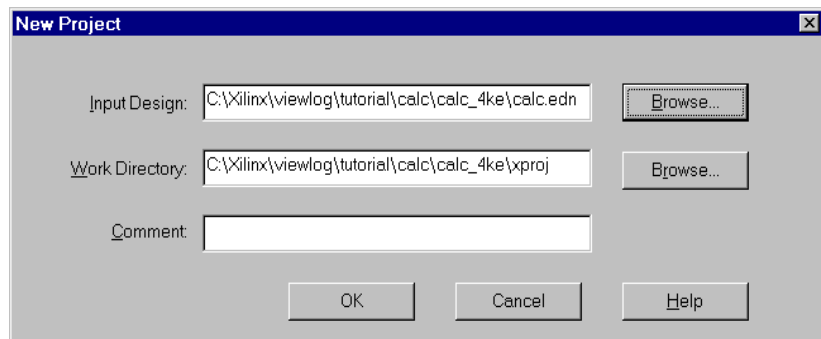 New Project
Input Design: C:\Xilinx\viewlog\tutorial\calc\calc_4ke\calc.edn Browse...
Work Directory: C:\Xilinx\viewlog\tutorial\calc\calc_4ke\xproj Browse...
Comment:
OK Cancel Help